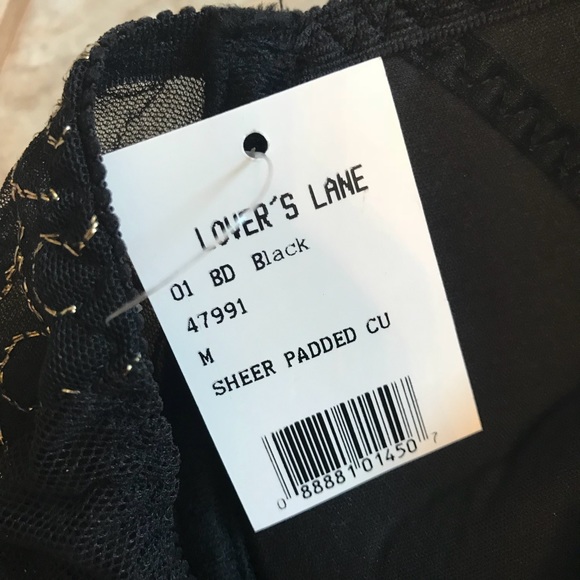 LOVER'S LANE
01 BD Black
47991
M
SHEER PADDED CU
0 88881 01450 7